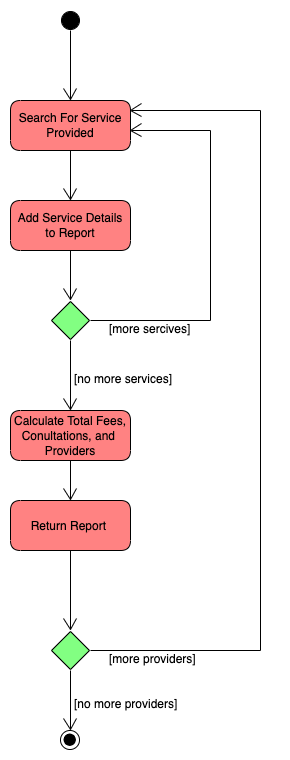 Search For Service
Provided
Add Service Details
to Report
[more sercives]
[no more services]
Calculate Total Fees,
Conultations, and
Providers
Return Report
[more providers]
[no more providers]